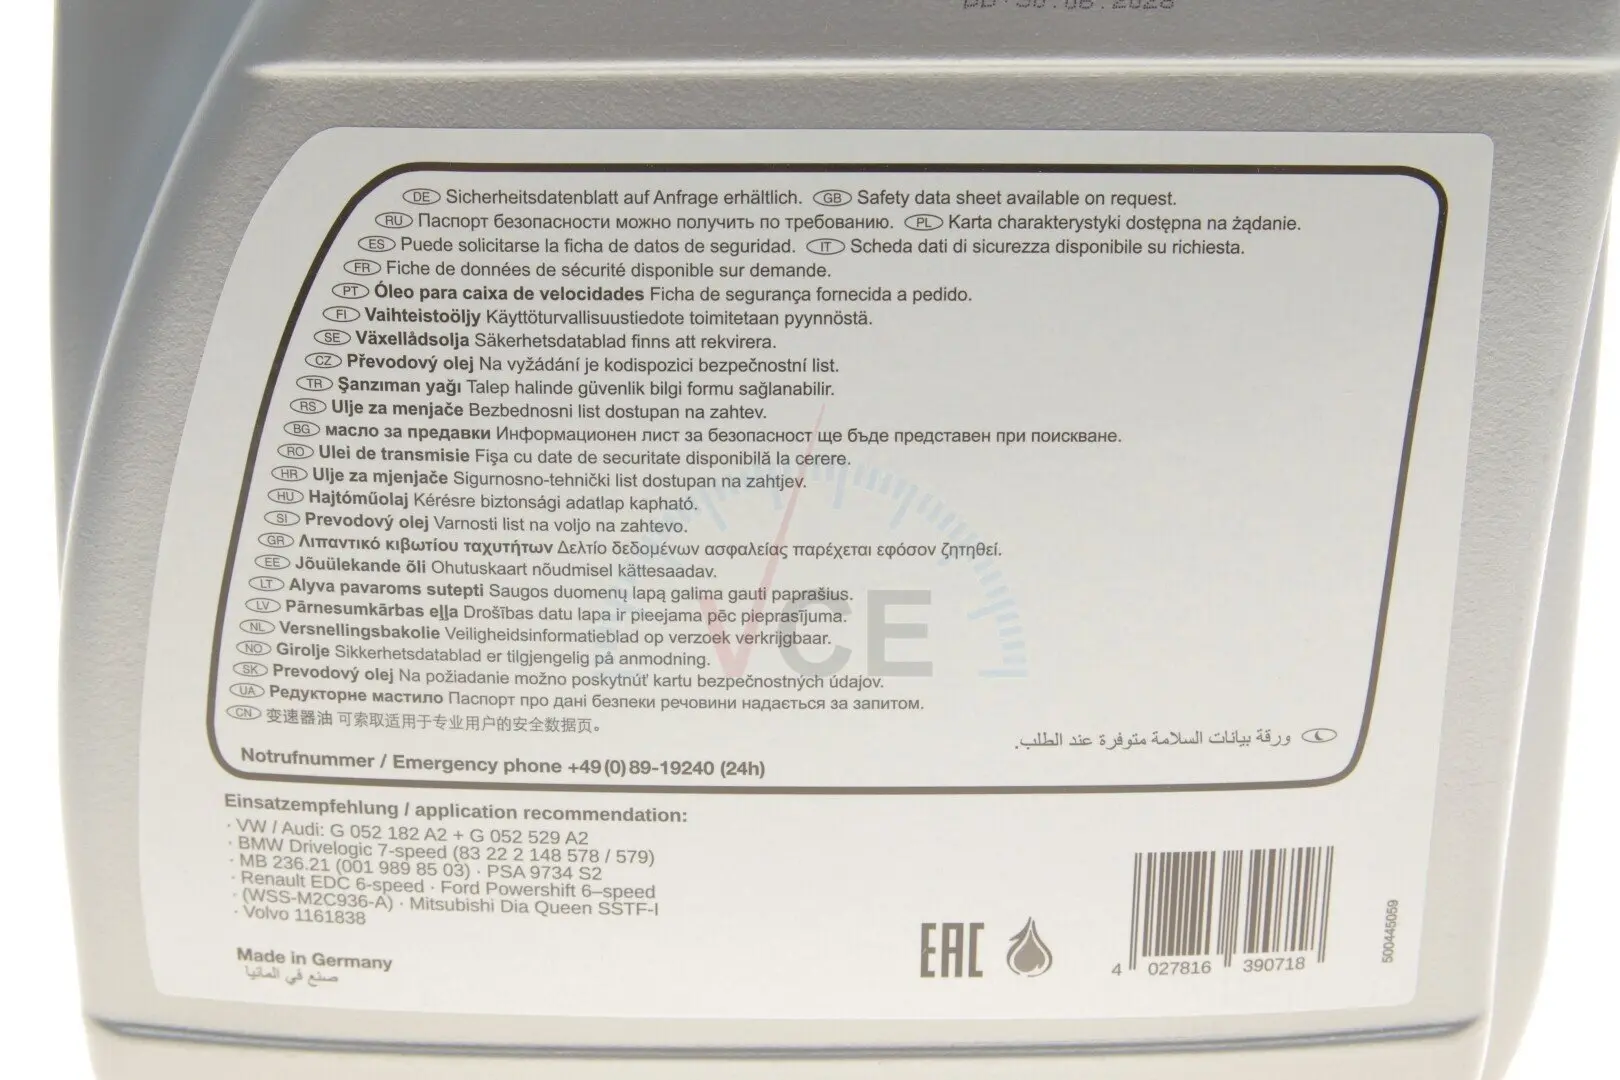 30.06.2028
DE Sicherheitsdatenblatt auf Anfrage erhältlich. GB Safety data sheet available on request.
RU Паспорт безопасности можно получить по требованию. PL Karta charakterystyki dostępna na żądanie.
ES Puede solicitarse la ficha de datos de seguridad. IT Scheda dati di sicurezza disponibile su richiesta.
FR Fiche de données de sécurité disponible sur demande.
PT Óleo para caixa de velocidades Ficha de segurança fornecida a pedido.
FI Vaihteistoöljy Käyttöturvallisuustiedote toimitetaan pyynnöstä.
SE Växellådsolja Säkerhetsdatablad finns att rekvirera.
CZ Převodový olej Na vyžádání je kodispozici bezpečnostní list.
TR Şanzıman yağı Talep halinde güvenlik bilgi formu sağlanabilir.
RS Ulje za menjače Bezbednosni list dostupan na zahtev.
BG масло за предавки Информационен лист за безопасност ще бъде представен при поискване.
RO Ulei de transmisie Fişa cu date de securitate disponibilă la cerere.
HR Ulje za mjenjače Sigurnosno-tehnički list dostupan na zahtjev.
HU Hajtóműolaj Kérésre biztonsági adatlap kapható.
SI Prevodový olej Varnosti list na voljo na zahtevo.
GR Λιπαντικό κιβωτίου ταχυτήτων Δελτίο δεδομένων ασφαλείας παρέχεται εφόσον ζητηθεί.
EE Jõuülekande õli Ohutuskaart nõudmisel kättesaadav.
LT Alyva pavaroms sutepti Saugos duomenų lapą galima gauti paprašius.
LV Pārnesumkārbas eļļa Drošības datu lapa ir pieejama pēc pieprasījuma.
NL Versnellingsbakolie Veiligheidsinformatieblad op verzoek verkrijgbaar.
NO Girolje Sikkerhetsdatablad er tilgjengelig på anmodning.
SK Prevodový olej Na požiadanie možno poskytnúť kartu bezpečnostných údajov.
UA Редукторне мастило Паспорт про дані безпеки речовини надається за запитом.
CN 变速器油 可索取适用于专业用户的安全数据页。
ورقة بيانات السلامة متوفرة عند الطلب.
VCE
Notrufnummer / Emergency phone +49(0)89-19240 (24h)
Einsatzempfehlung / application recommendation:
· VW / Audi: G 052 182 A2 + G 052 529 A2
· BMW Drivelogic 7-speed (83 22 2 148 578 / 579)
· MB 236.21 (001 989 85 03) · PSA 9734 S2
· Renault EDC 6-speed · Ford Powershift 6–speed
· (WSS-M2C936-A) · Mitsubishi Dia Queen SSTF-I
· Volvo 1161838
Made in Germany
صنع في المانيا
EAC
4 027816 390718
500445059